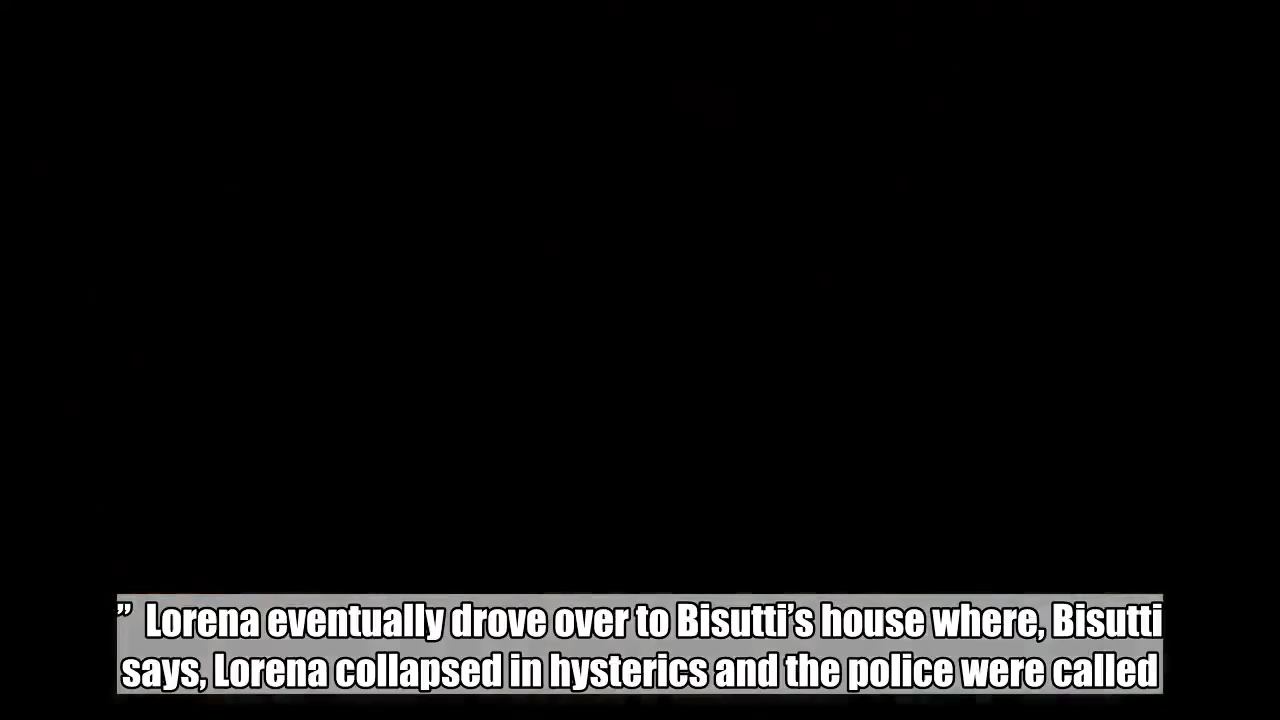 ”  Lorena eventually drove over to Bisutti’s house where, Bisutti
says, Lorena collapsed in hysterics and the police were called